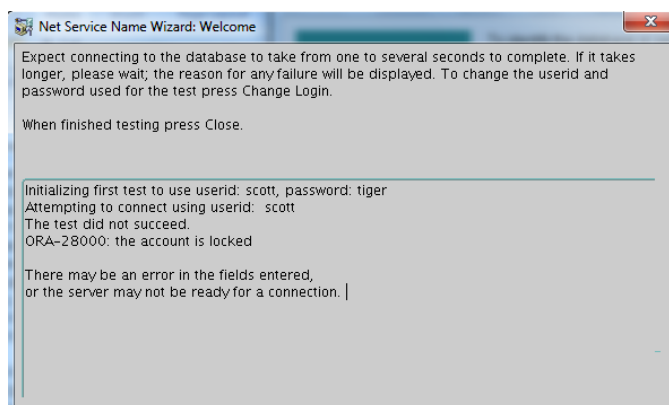 Net Service Name Wizard: Welcome
Expect connecting to the database to take from one to several seconds to complete. If it takes
longer, please wait; the reason for any failure will be displayed. To change the userid and
password used for the test press Change Login.
When finished testing press Close.
Initializing first test to use userid: scott, password: tiger
Attempting to connect using userid:  scott
The test did not succeed.
ORA-28000: the account is locked
There may be an error in the fields entered,
or the server may not be ready for a connection.